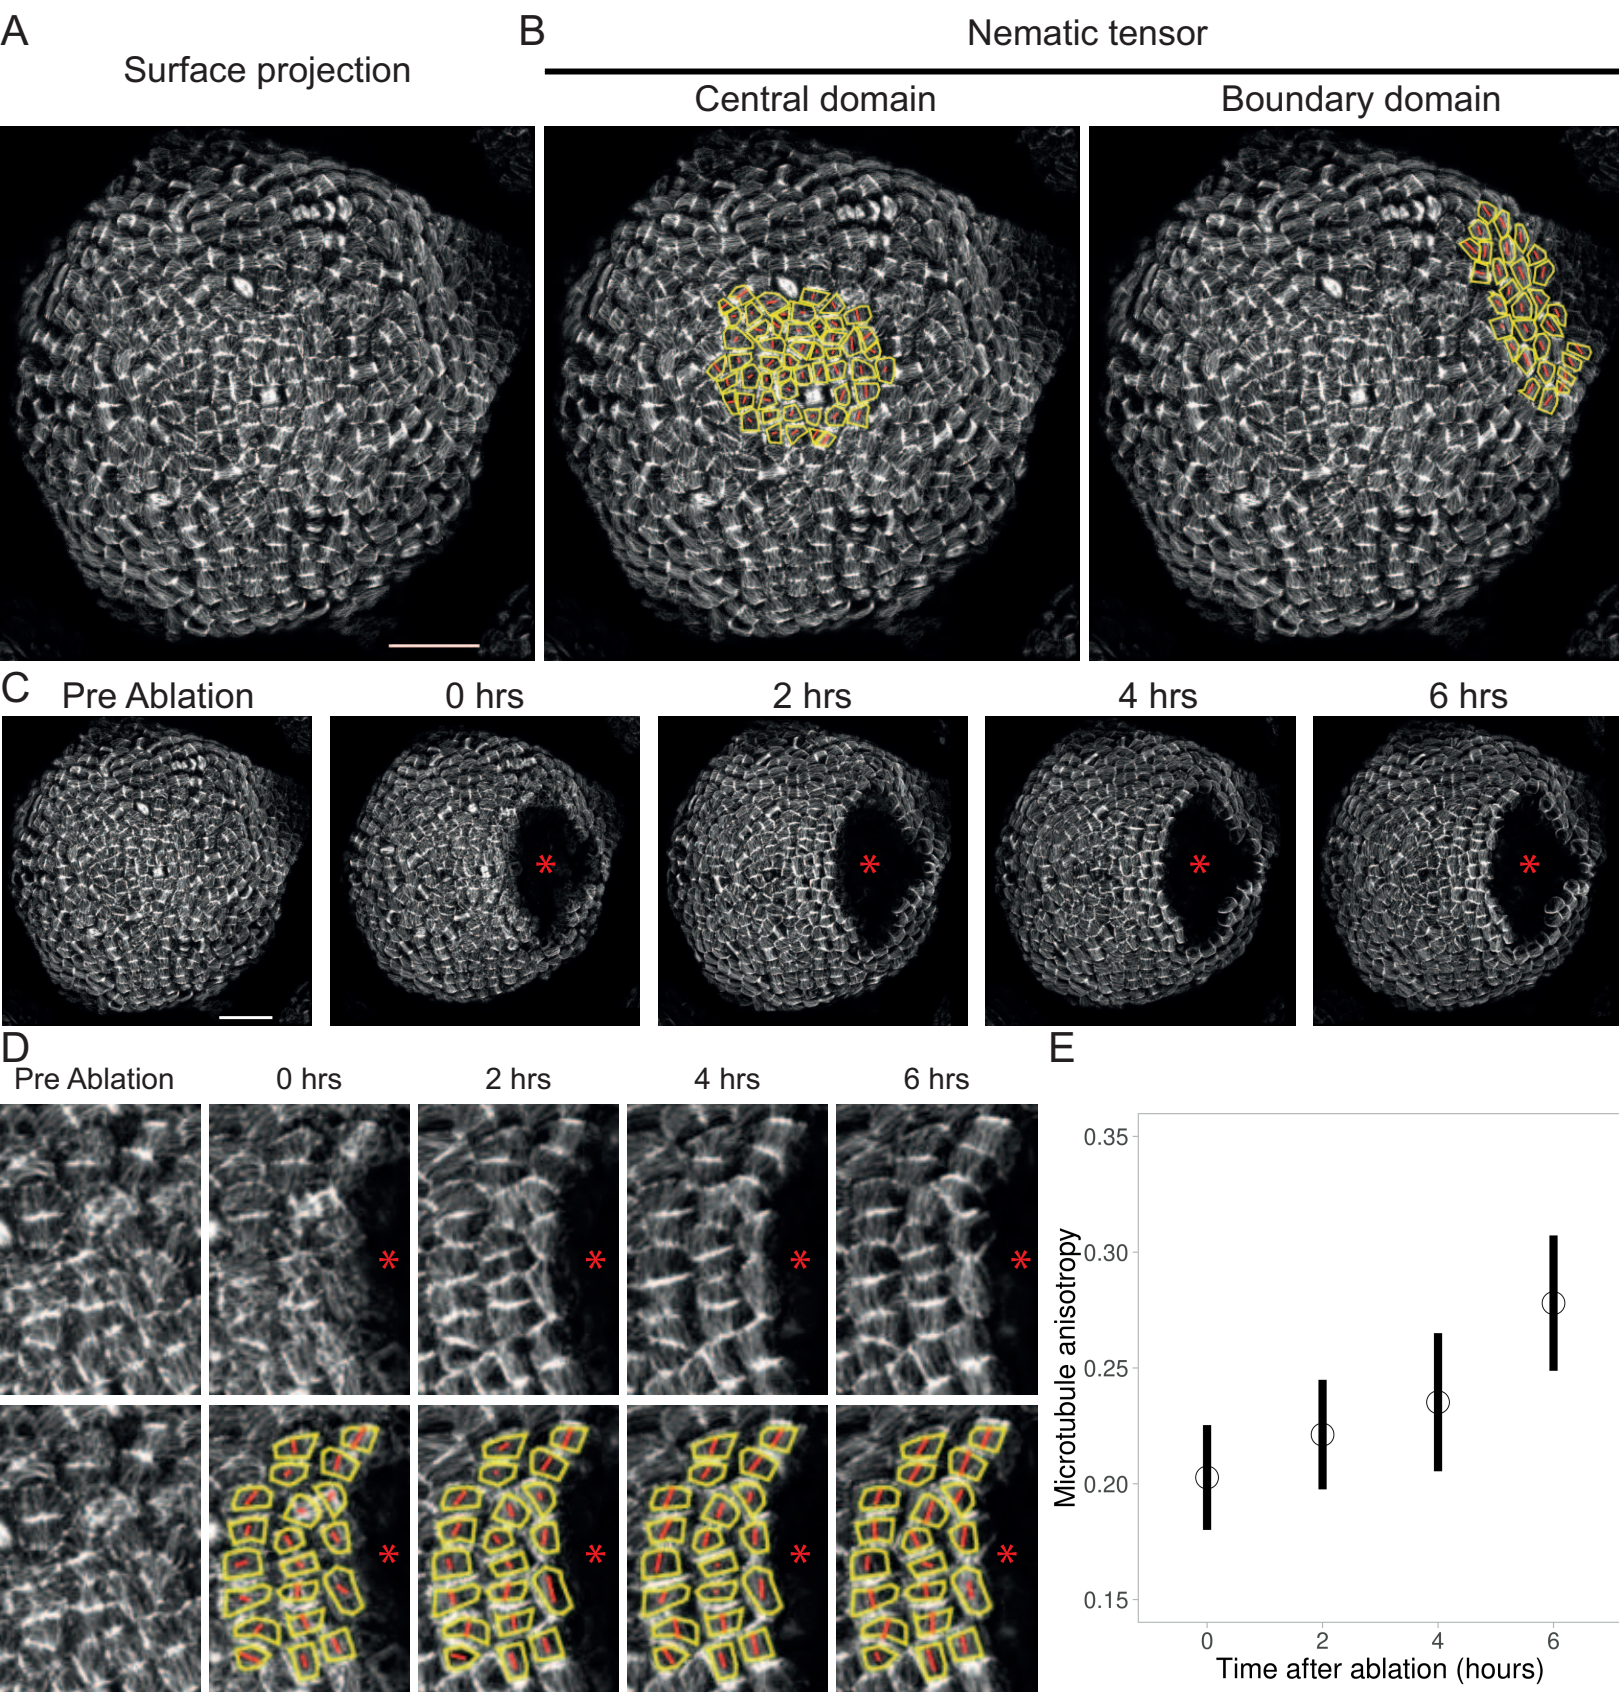 A
B
Nematic tensor
Surface projection
Central domain
Boundary domain
C
Pre Ablation
0 hrs
2 hrs
4 hrs
6 hrs
*
*
*
*
D
E
Pre Ablation
0 hrs
2 hrs
4 hrs
6 hrs
*
*
*
*
*
*
*
*
Microtubule anisotropy
0.35
0.30
0.25
0.20
0.15
0
2
4
6
Time after ablation (hours)